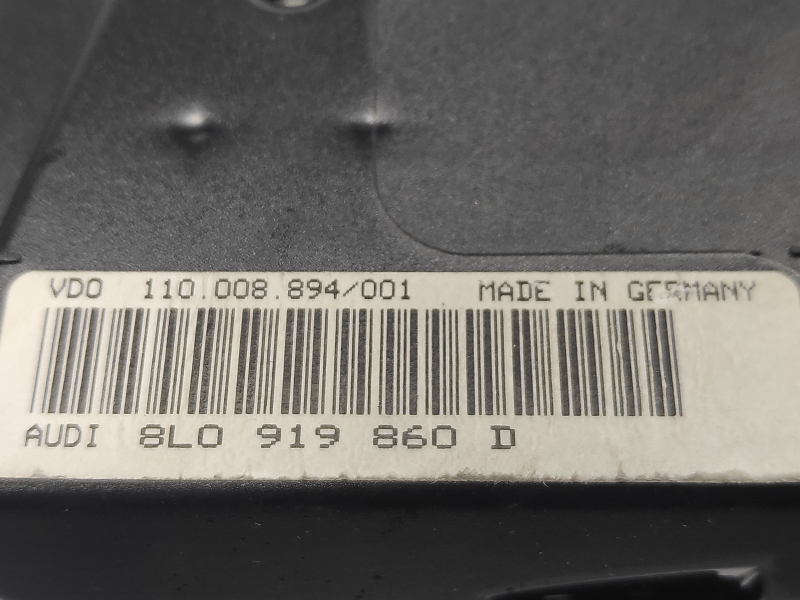 VDO 110.008.894/001 MADE IN GERMANY
AUDI 8L0 919 860 D